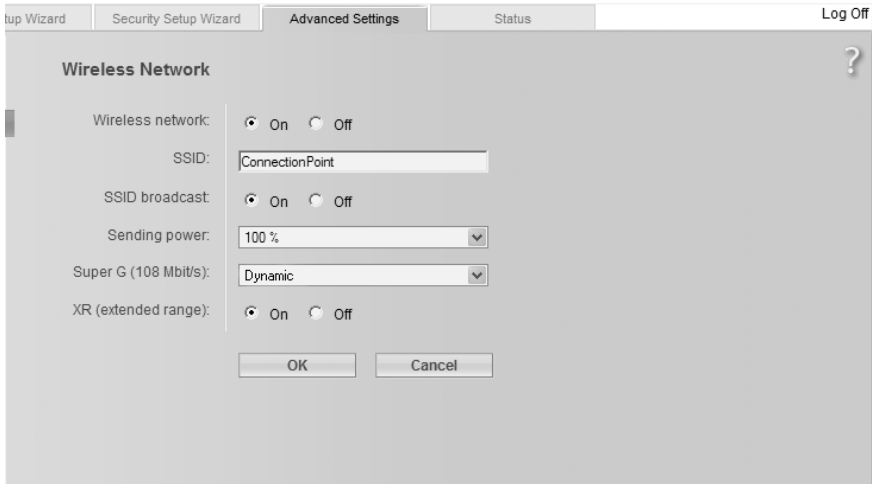 tup Wizard
Security Setup Wizard
Advanced Settings
Status
Log Off
Wireless Network
?
Wireless network: On Off
SSID: ConnectionPoint
SSID broadcast: On Off
Sending power: 100 %
Super G (108 Mbit/s): Dynamic
XR (extended range): On Off
OK Cancel